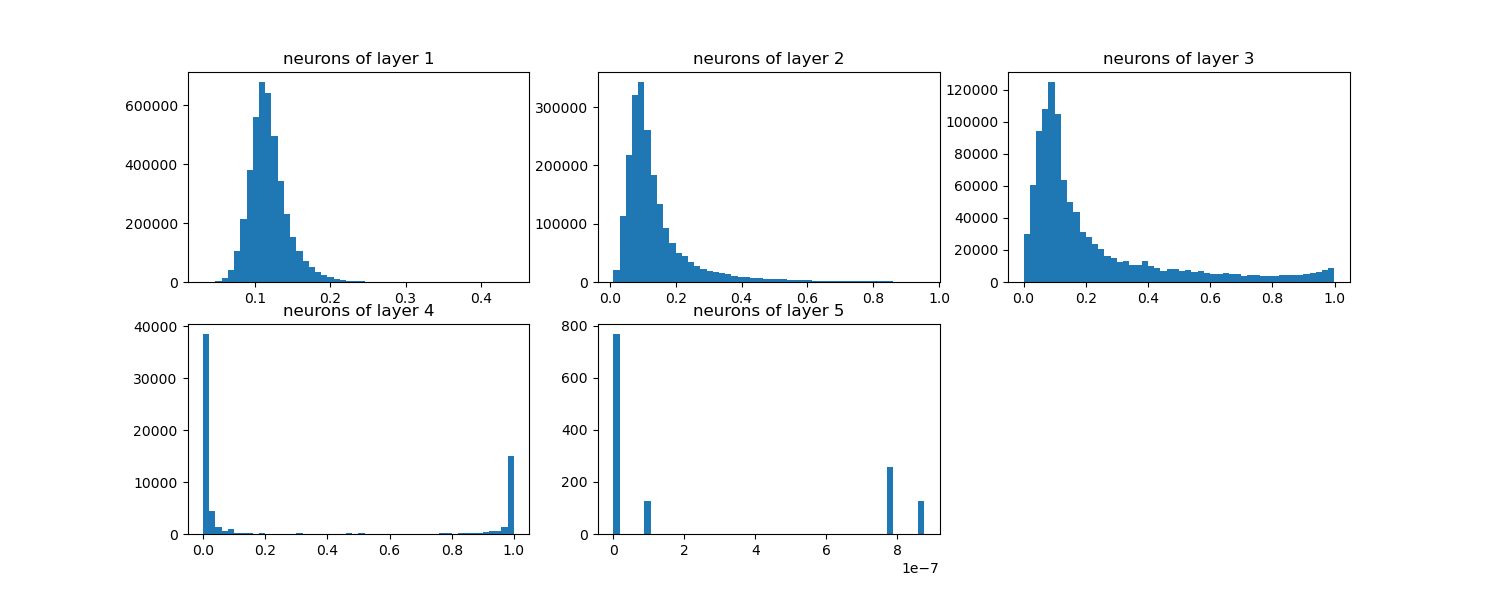 neurons of layer 1
600000
400000
200000
0
0.1 0.2 0.3 0.4
neurons of layer 2
300000
200000
100000
0
0.0 0.2 0.4 0.6 0.8 1.0
neurons of layer 3
120000
100000
80000
60000
40000
20000
0
0.0 0.2 0.4 0.6 0.8 1.0
neurons of layer 4
40000
30000
20000
10000
0
0.0 0.2 0.4 0.6 0.8 1.0
neurons of layer 5
800
600
400
200
0
0 2 4 6 8
1e−7